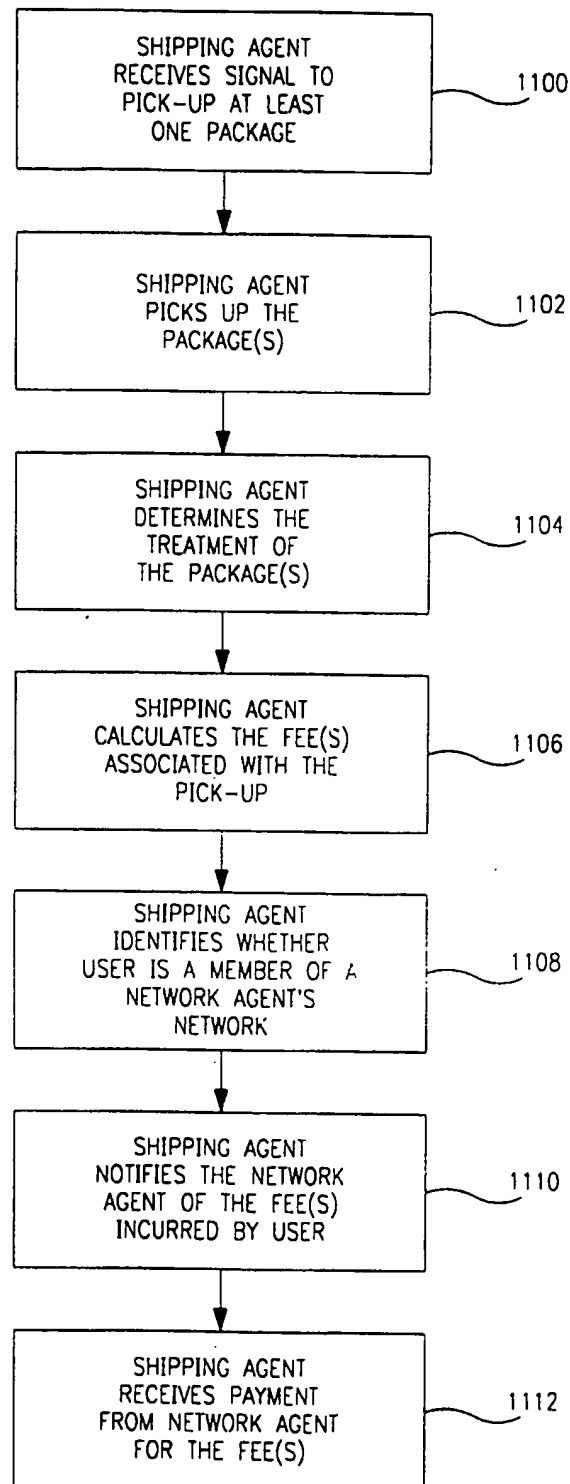 SHIPPING AGENT
RECEIVES SIGNAL TO
PICK-UP AT LEAST
ONE PACKAGE
1100
SHIPPING AGENT
PICKS UP THE
PACKAGE(S)
1102
SHIPPING AGENT
DETERMINES THE
TREATMENT OF
THE PACKAGE(S)
1104
SHIPPING AGENT
CALCULATES THE FEE(S)
ASSOCIATED WITH THE
PICK-UP
1106
SHIPPING AGENT
IDENTIFIES WHETHER
USER IS A MEMBER OF A
NETWORK AGENT'S
NETWORK
1108
SHIPPING AGENT
NOTIFIES THE NETWORK
AGENT OF THE FEE(S)
INCURRED BY USER
1110
SHIPPING AGENT
RECEIVES PAYMENT
FROM NETWORK AGENT
FOR THE FEE(S)
1112